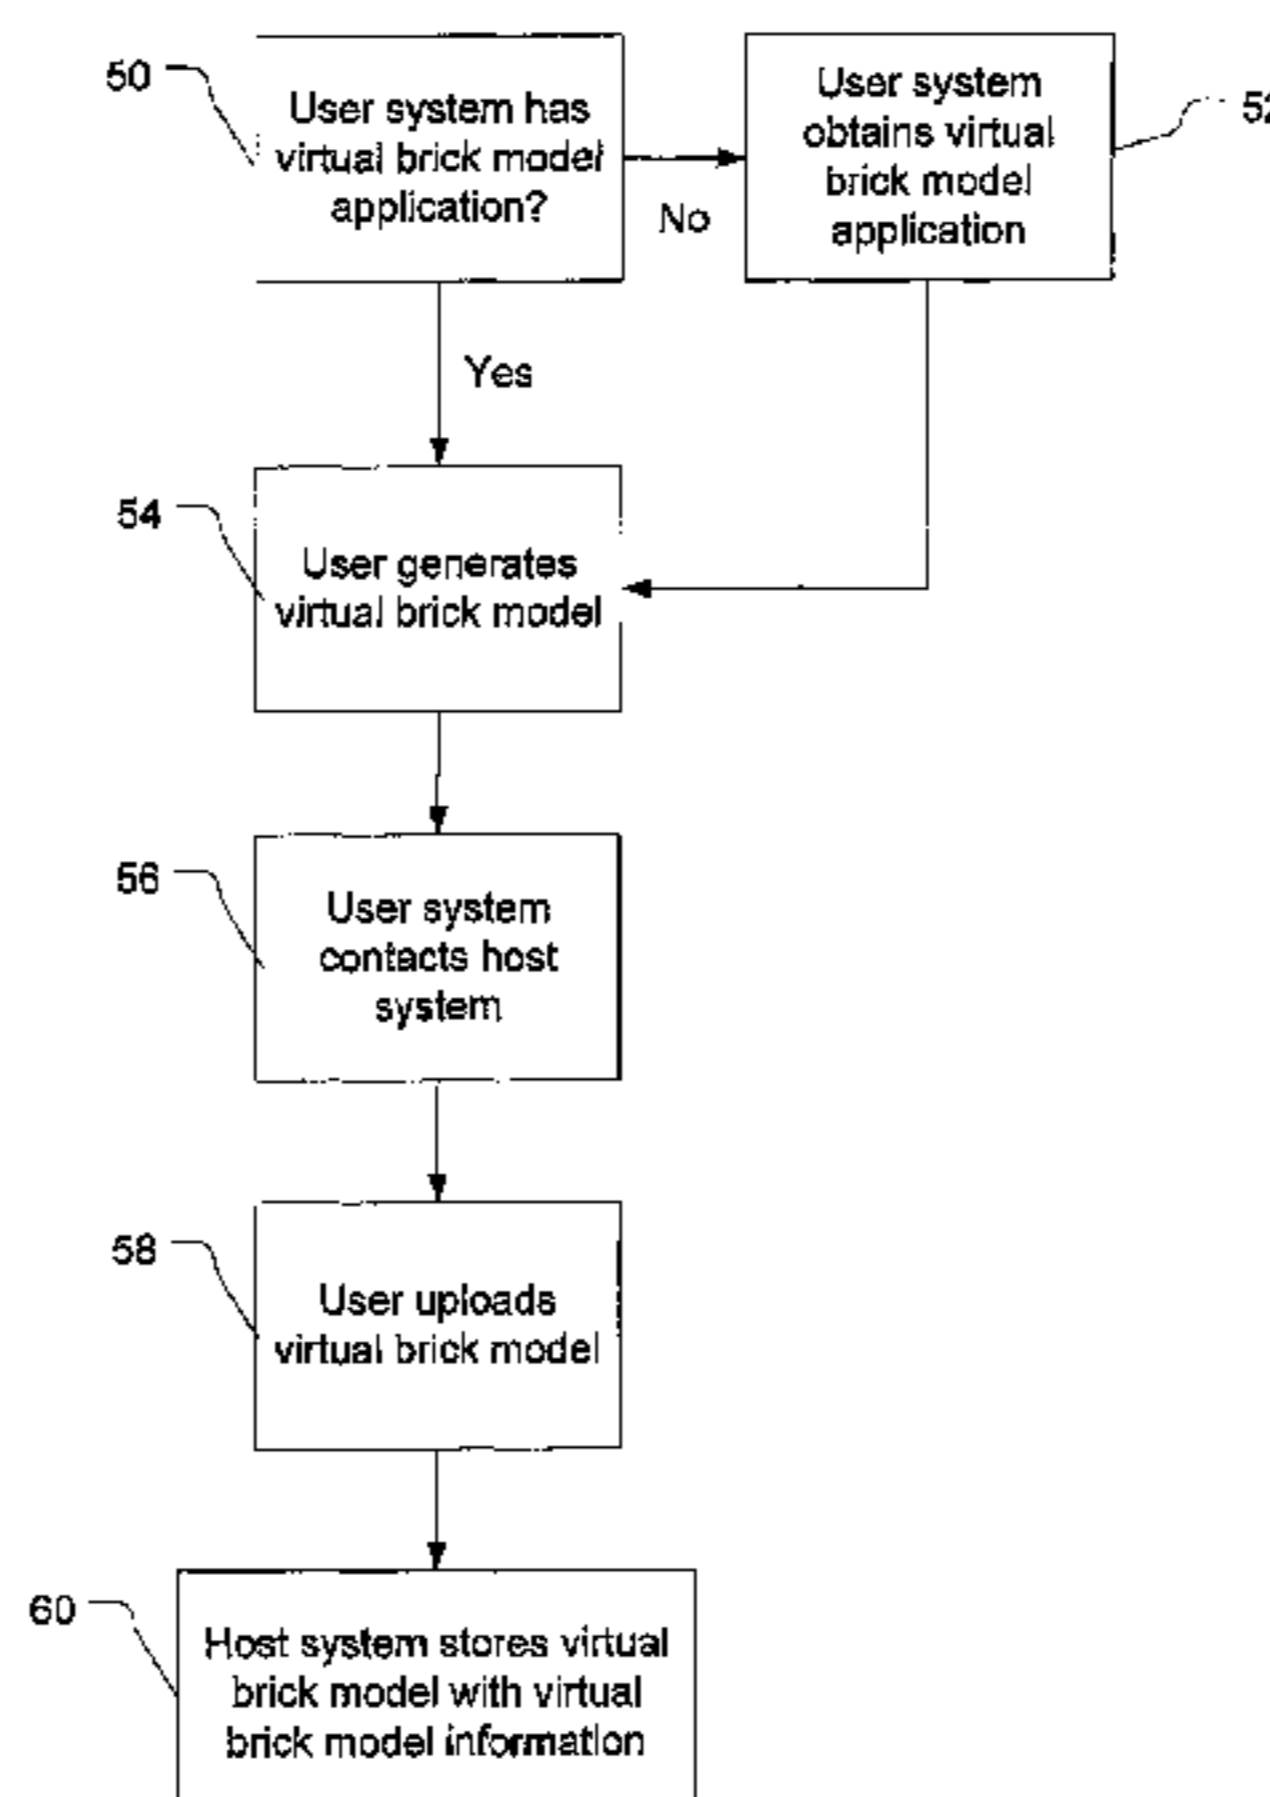 50
User system has
virtual brick model
application?
No
User system
obtains virtual
brick model
application
52
Yes
54
User generates
virtual brick model
56
User system
contacts host
system
58
User uploads
virtual brick model
60
Host system stores virtual
brick model with virtual
brick model information